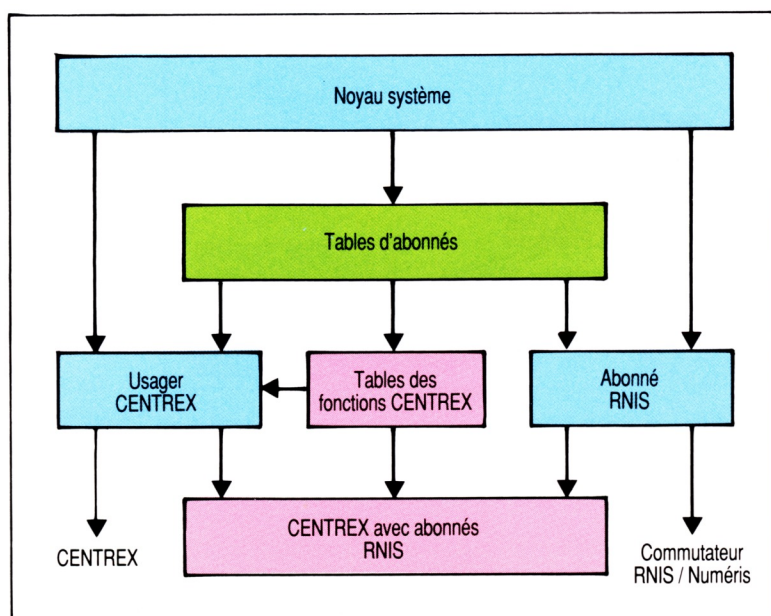 Noyau système
Tables d'abonnés
Usager
CENTREX
Tables des
fonctions CENTREX
Abonné
RNIS
CENTREX avec abonnés
RNIS
CENTREX
Commutateur
RNIS / Numéris